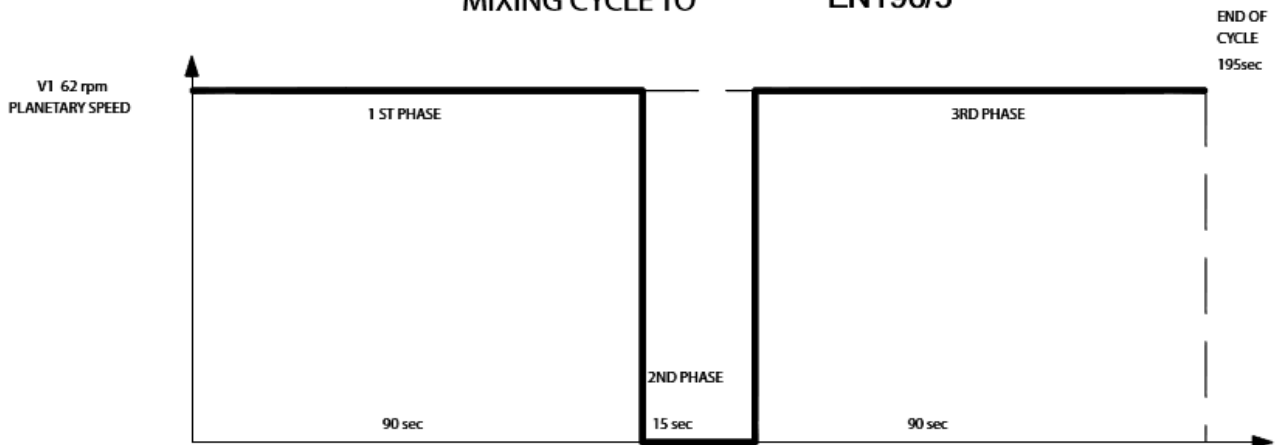 MIXING CYCLE TO EN196/3
END OF
CYCLE
195sec
V1 62 rpm
PLANETARY SPEED
1 ST PHASE
3RD PHASE
2ND PHASE
90 sec
15 sec
90 sec